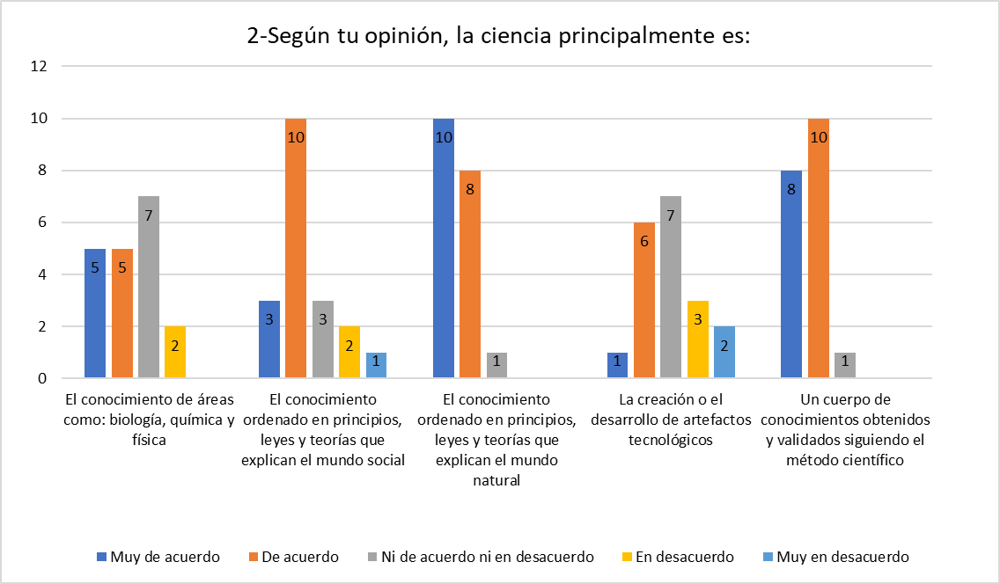 2-Según tu opinión, la ciencia principalmente es:
12
10
8
6
4
2
0
5
5
7
2
3
10
3
2
1
10
8
1
1
6
7
3
2
8
10
1
El conocimiento de áreas
como: biología, química y
física
El conocimiento
ordenado en principios,
leyes y teorías que
explican el mundo social
El conocimiento
ordenado en principios,
leyes y teorías que
explican el mundo
natural
La creación o el
desarrollo de artefactos
tecnológicos
Un cuerpo de
conocimientos obtenidos
y validados siguiendo el
método científico
Muy de acuerdo
De acuerdo
Ni de acuerdo ni en desacuerdo
En desacuerdo
Muy en desacuerdo